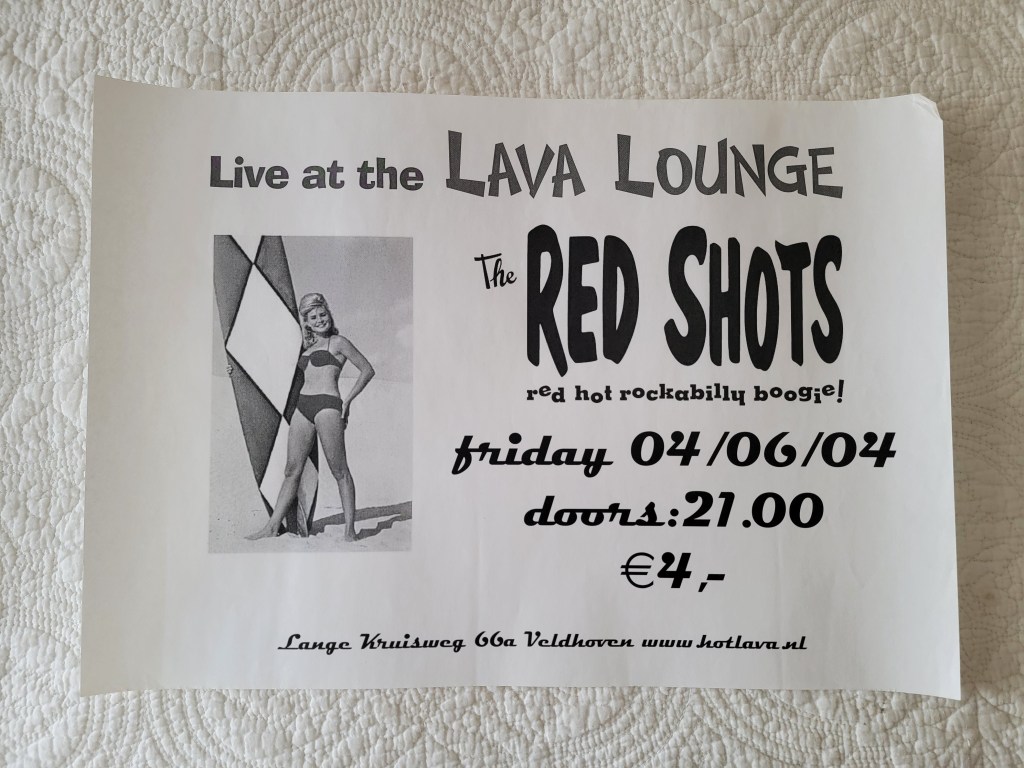 Live at the LAVA LOUNGE
The RED SHOTS
red hot rockabilly boogie!
friday 04/06/04
doors:21.00
€4,-
Lange Kruisweg 66a Veldhoven www.hotlava.nl